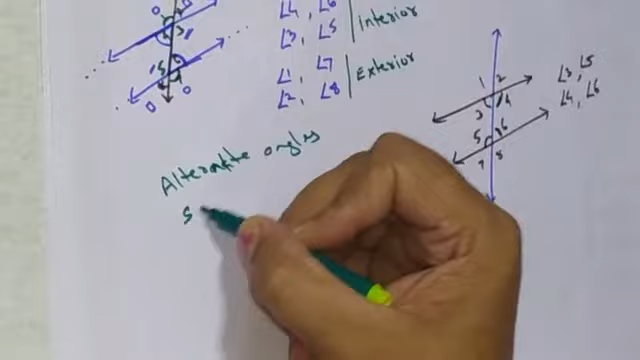 ∠4, ∠6
∠3, ∠5
Interior
∠1, ∠7
∠2, ∠8
Exterior
1 2
3 4
5 6
7 8
∠3, ∠5
∠4, ∠6
Alternate angles
s